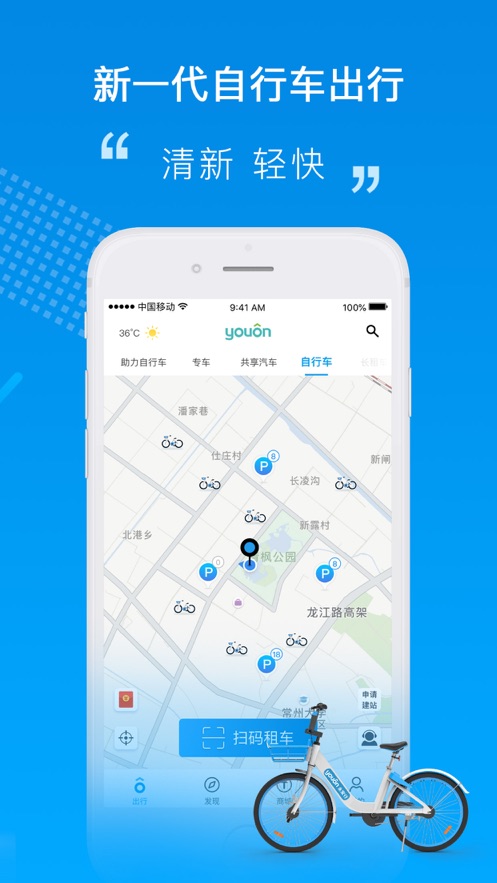 新一代自行车出行
“清新 轻快”
中国移动 9:41 AM 100%
36°C youôn
助力自行车 专车 共享汽车 自行车
潘家巷
仕庄村 8 新闸
P
长凌沟
北港乡 新露村
枫公园
0 8
P P
龙江路高架
18
P
申请
建站
常州大学
区
扫码租车
出行 发现 商城
youon